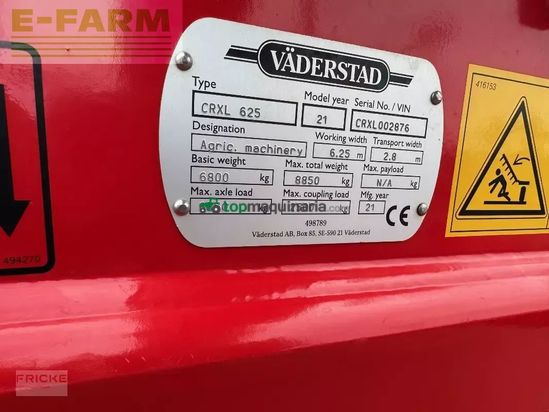 E-FARM
VÄDERSTAD
Type
Model year
Serial No./VIN
CRXL 625
21
CRXL002876
Designation
Working width
Transport width
Agric. machinery
6.25 m
2.8 m
Basic weight
Max. total weight
Max. payload
6800 kg
8850 kg
N/A kg
Max. axle load
Max. coupling load
Mfg. year
kg
21
CE
topmaquinaria
498789
Väderstad AB, Box 85, SE-590 21 Väderstad
416153
494270
FRICKE